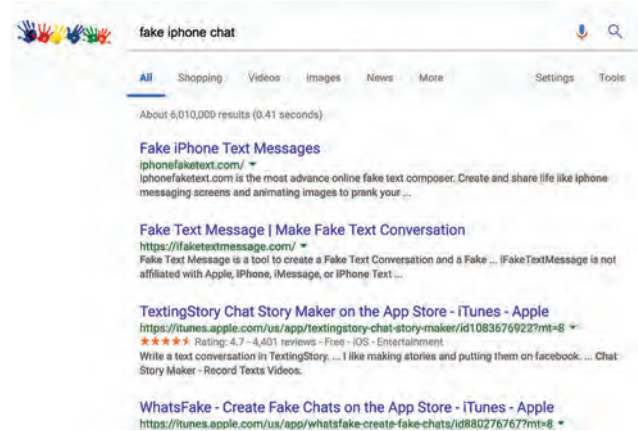 fake iphone chat
All Shopping Videos Images News More Settings Tools
About 6,010,000 results (0.41 seconds)
Fake iPhone Text Messages
iphonefaketext.com/
Iphonefaketext.com is the most advance online fake text composer. Create and share life like iphone
messaging screens and animating images to prank your ...
Fake Text Message | Make Fake Text Conversation
https://ifaketextmessage.com/
Fake Text Message is a tool to create a Fake Text Conversation and a Fake ... iFakeTextMessage is not
affiliated with Apple, iPhone, iMessage, or iPhone Text ...
TextingStory Chat Story Maker on the App Store - iTunes - Apple
https://itunes.apple.com/us/app/textingstory-chat-story-maker/id1083676922?mt=8
Rating: 4.7 - 4,401 reviews - Free - iOS - Entertainment
Write a text conversation in TextingStory. ... I like making stories and putting them on facebook. ... Chat
Story Maker - Record Texts Videos.
WhatsFake - Create Fake Chats on the App Store - iTunes - Apple
https://itunes.apple.com/us/app/whatsfake-create-fake-chats/id880276767?mt=8